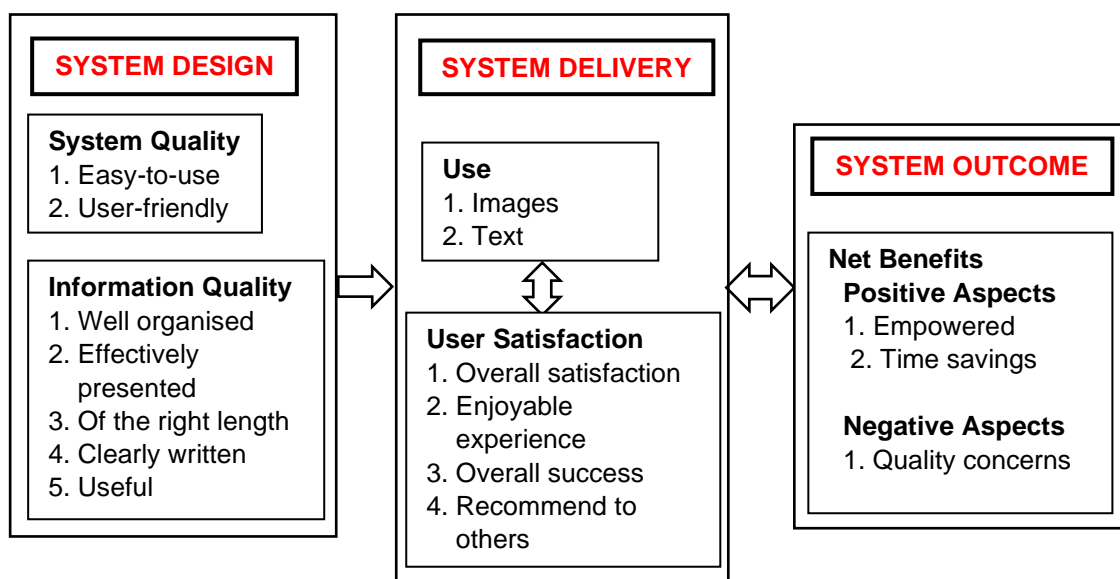 SYSTEM DESIGN
System Quality
1. Easy-to-use
2. User-friendly
Information Quality
1. Well organised
2. Effectively
presented
3. Of the right length
4. Clearly written
5. Useful
SYSTEM DELIVERY
Use
1. Images
2. Text
User Satisfaction
1. Overall satisfaction
2. Enjoyable
experience
3. Overall success
4. Recommend to
others
SYSTEM OUTCOME
Net Benefits
Positive Aspects
1. Empowered
2. Time savings
Negative Aspects
1. Quality concerns